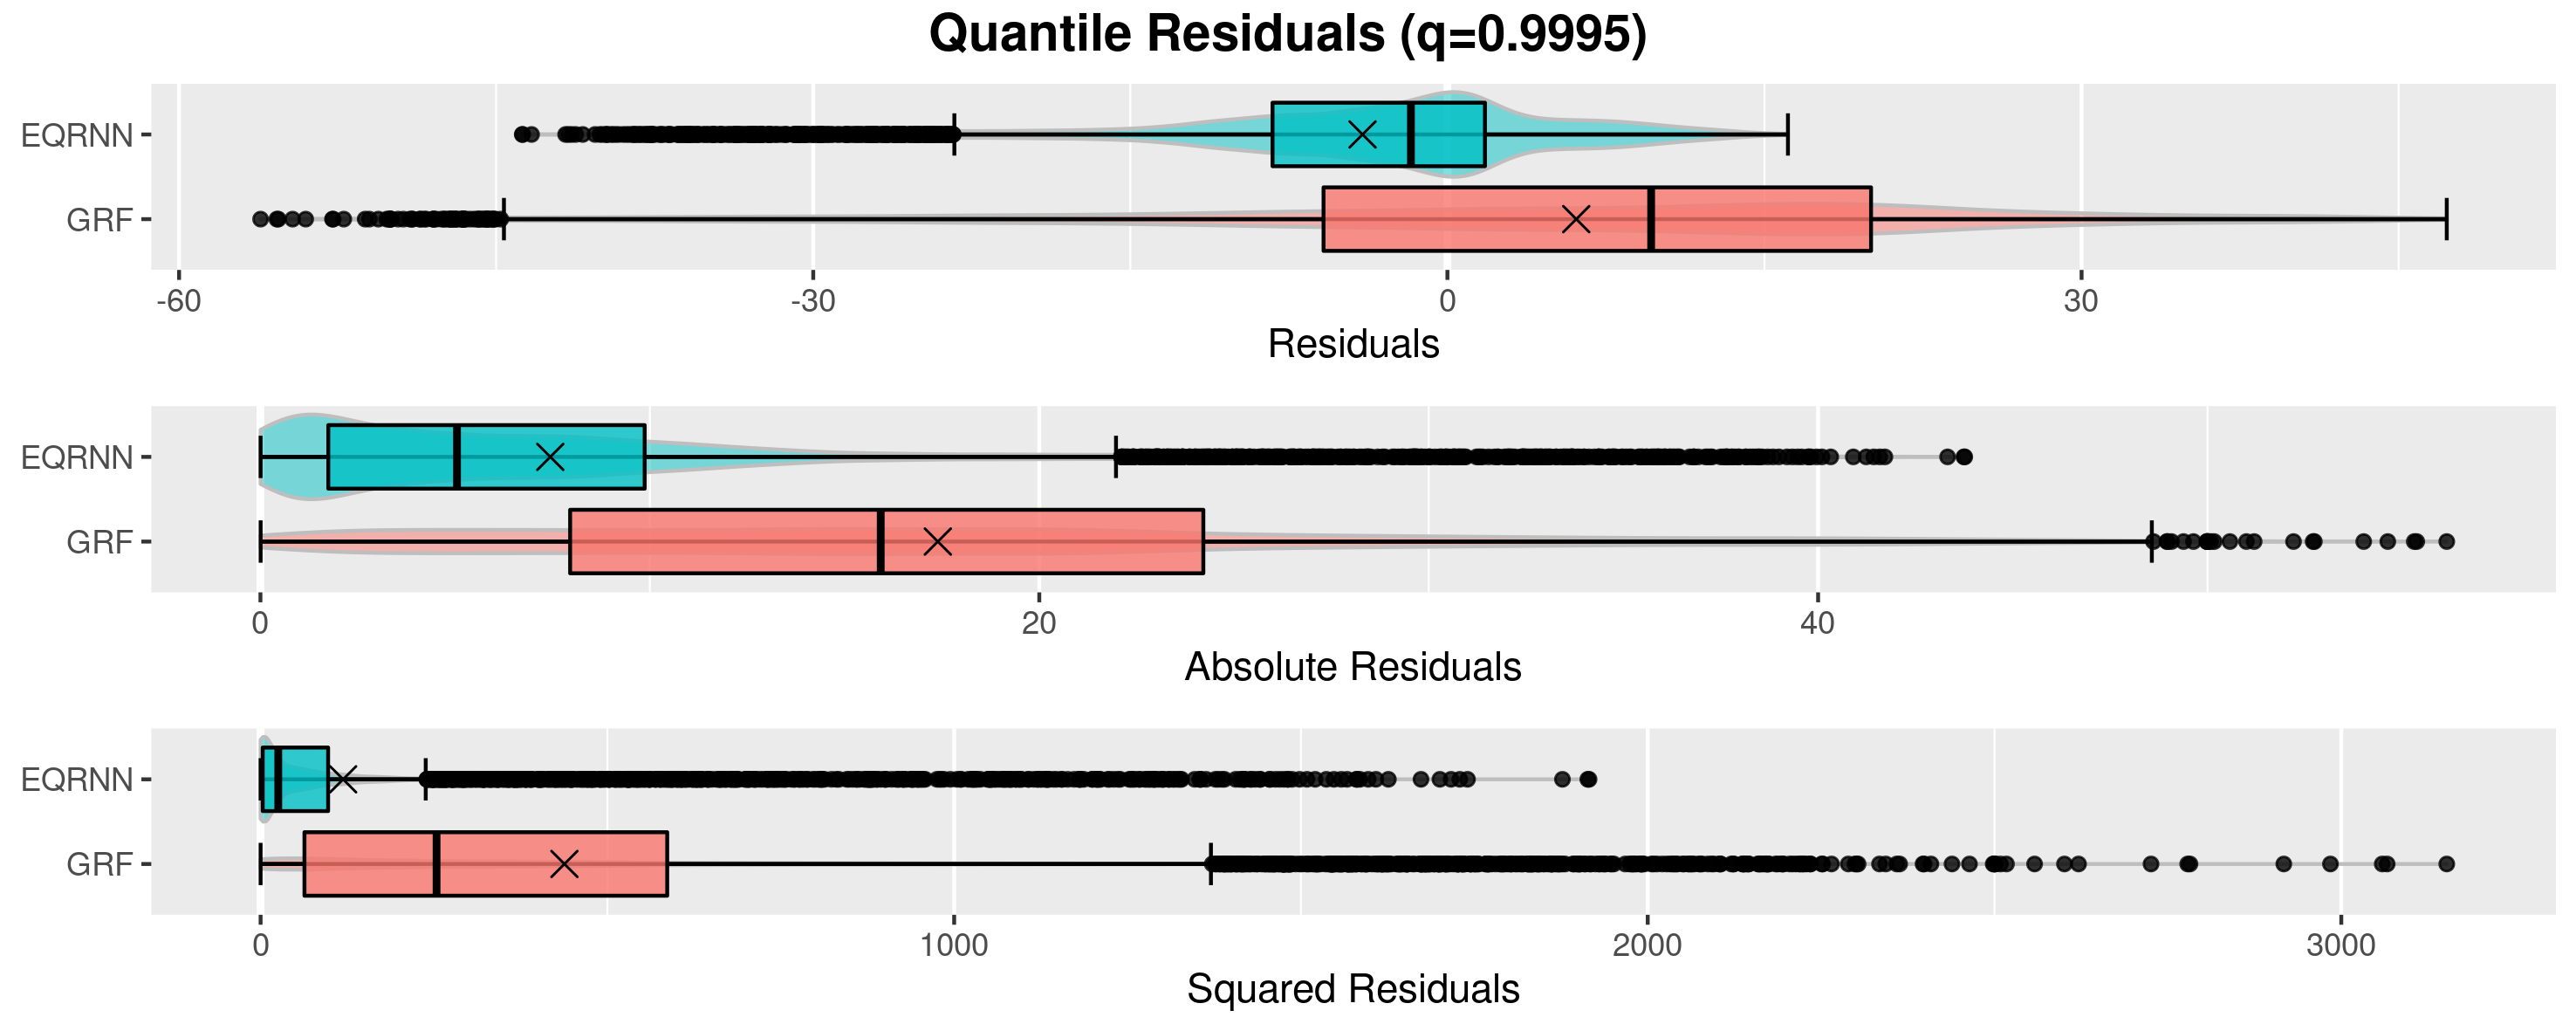 Quantile Residuals (q=0.9995)
EQRNN
GRF
-60 -30 0 30
Residuals
EQRNN
GRF
0 20 40
Absolute Residuals
EQRNN
GRF
0 1000 2000 3000
Squared Residuals